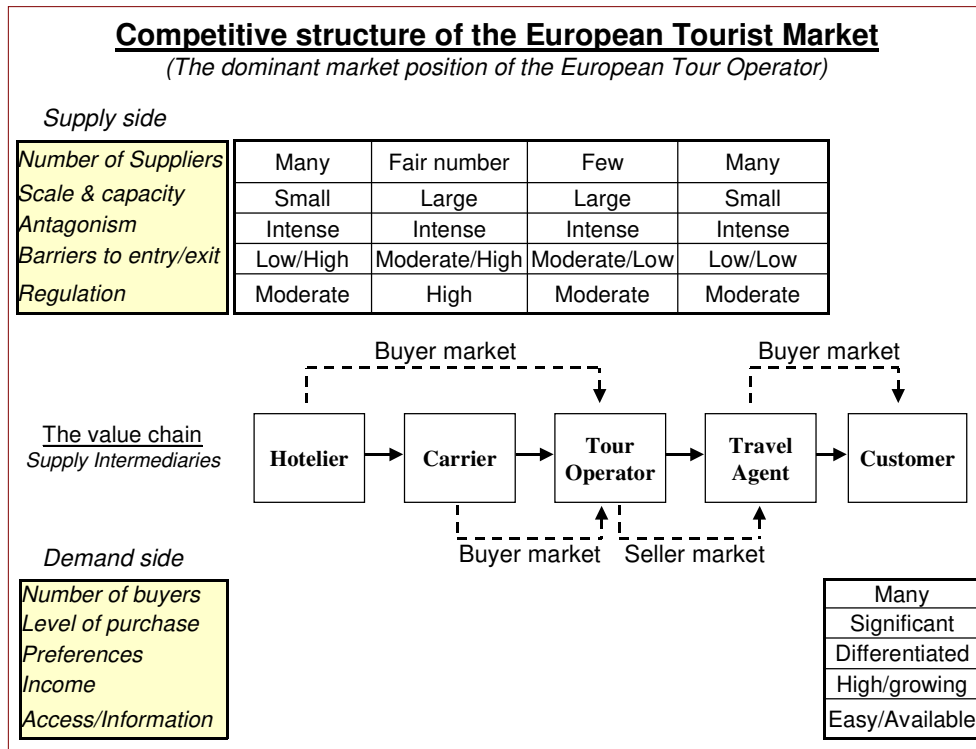 Competitive structure of the European Tourist Market
(The dominant market position of the European Tour Operator)
Supply side
Number of Suppliers Many Fair number Few Many
Scale & capacity Small Large Large Small
Antagonism Intense Intense Intense Intense
Barriers to entry/exit Low/High Moderate/High Moderate/Low Low/Low
Regulation Moderate High Moderate Moderate
Buyer market Buyer market
The value chain
Supply Intermediaries
Hotelier Carrier Tour Operator Travel Agent Customer
Buyer market Seller market
Demand side
Number of buyers Many
Level of purchase Significant
Preferences Differentiated
Income High/growing
Access/Information Easy/Available